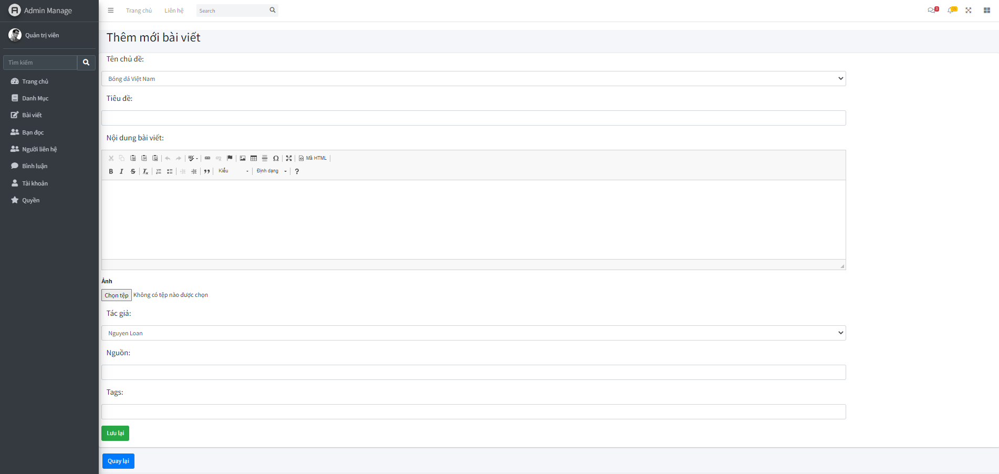 Admin Manage
Trang chủ
Liên hệ
Search
3
15
Quản trị viên
Tìm kiếm
Trang chủ
Danh Mục
Bài viết
Bạn đọc
Người liên hệ
Bình luận
Tài khoản
Quyền
Thêm mới bài viết
Tên chủ đề:
Bóng đá Việt Nam
Tiêu đề:
Nội dung bài viết:
Mã HTML
Kiểu
Định dạng
Ảnh
Chọn tệp Không có tệp nào được chọn
Tác giả:
Nguyen Loan
Nguồn:
Tags:
Lưu lại
Quay lại